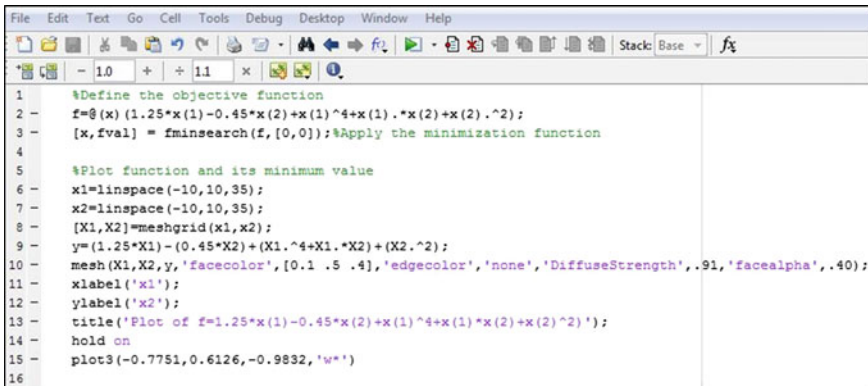 File Edit Text Go Cell Tools Debug Desktop Window Help
Stack: Base fx
- 1.0 + ÷ 1.1 ×
1 %Define the objective function
2 - f=@(x)(1.25*x(1)-0.45*x(2)+x(1)^4+x(1).*x(2)+x(2).^2);
3 - [x,fval] = fminsearch(f,[0,0]);%Apply the minimization function
4
5 %Plot function and its minimum value
6 - x1=linspace(-10,10,35);
7 - x2=linspace(-10,10,35);
8 - [X1,X2]=meshgrid(x1,x2);
9 - y=(1.25*X1)-(0.45*X2)+(X1.^4+X1.*X2)+(X2.^2);
10 - mesh(X1,X2,y,'facecolor',[0.1 .5 .4],'edgecolor','none','DiffuseStrength',.91,'facealpha',.40);
11 - xlabel('x1');
12 - ylabel('x2');
13 - title('Plot of f=1.25*x(1)-0.45*x(2)+x(1)^4+x(1)*x(2)+x(2)^2)');
14 - hold on
15 - plot3(-0.7751,0.6126,-0.9832,'w*')
16